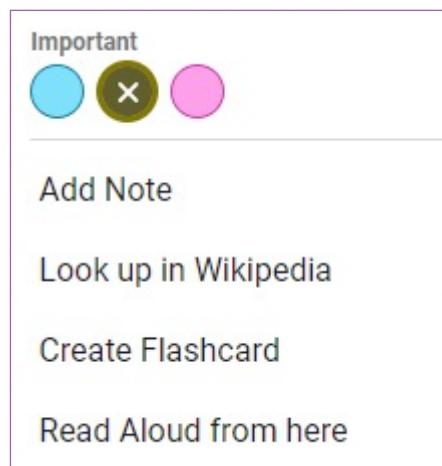 Important
Add Note
Look up in Wikipedia
Create Flashcard
Read Aloud from here